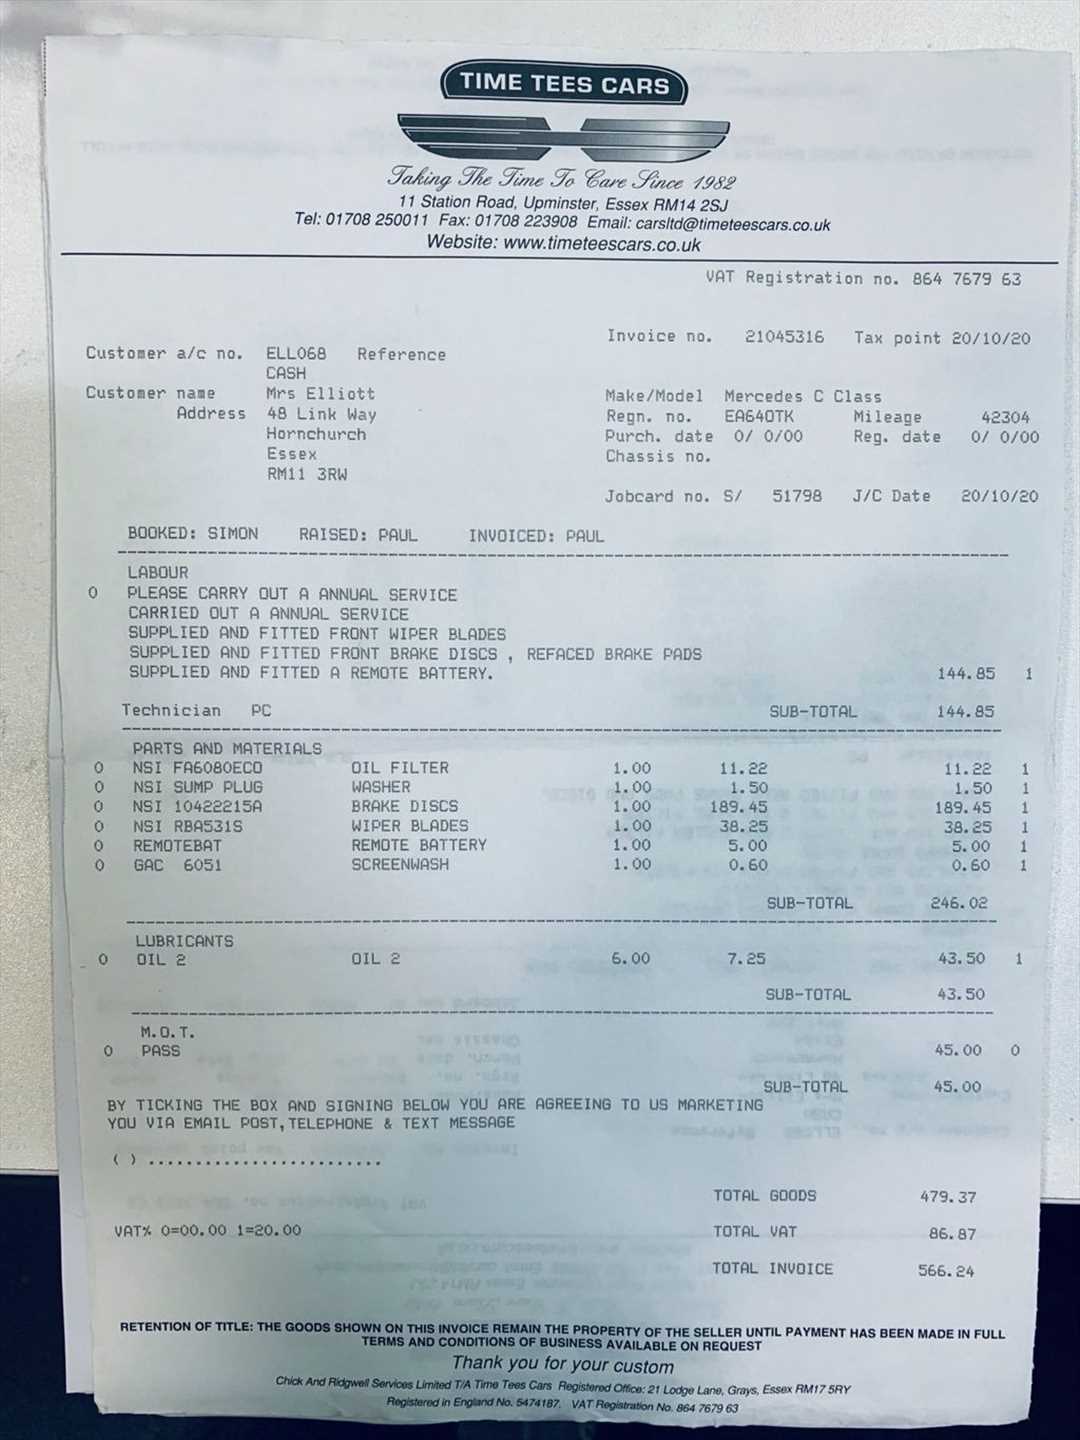 TIME TEES CARS
Taking The Time To Care Since 1982
11 Station Road, Upminster, Essex RM14 2SJ
Tel: 01708 250011 Fax: 01708 223908 Email: carsltd@timeteescars.co.uk
Website: www.timeteescars.co.uk
VAT Registration no. 864 7679 63
Invoice no. 21045316 Tax point 20/10/20
Customer a/c no. ELL068 Reference
CASH
Customer name Mrs Elliott
Address 48 Link Way
Hornchurch
Essex
RM11 3RW
Make/Model Mercedes C Class
Regn. no. EA64OTK Mileage 42304
Purch. date 0/ 0/00 Reg. date 0/ 0/00
Chassis no.
Jobcard no. S/ 51798 J/C Date 20/10/20
BOOKED: SIMON RAISED: PAUL INVOICED: PAUL
LABOUR
0 PLEASE CARRY OUT A ANNUAL SERVICE
CARRIED OUT A ANNUAL SERVICE
SUPPLIED AND FITTED FRONT WIPER BLADES
SUPPLIED AND FITTED FRONT BRAKE DISCS , REFACED BRAKE PADS
SUPPLIED AND FITTED A REMOTE BATTERY. 144.85 1
Technician PC SUB-TOTAL 144.85
PARTS AND MATERIALS
0 NSI FA6080ECO OIL FILTER 1.00 11.22 11.22 1
0 NSI SUMP PLUG WASHER 1.00 1.50 1.50 1
0 NSI 10422215A BRAKE DISCS 1.00 189.45 189.45 1
0 NSI RBA531S WIPER BLADES 1.00 38.25 38.25 1
0 REMOTEBAT REMOTE BATTERY 1.00 5.00 5.00 1
0 GAC 6051 SCREENWASH 1.00 0.60 0.60 1
SUB-TOTAL 246.02
LUBRICANTS
0 OIL 2 OIL 2 6.00 7.25 43.50 1
SUB-TOTAL 43.50
M.O.T.
0 PASS 45.00 0
SUB-TOTAL 45.00
BY TICKING THE BOX AND SIGNING BELOW YOU ARE AGREEING TO US MARKETING
YOU VIA EMAIL POST,TELEPHONE & TEXT MESSAGE
( ) .........................
TOTAL GOODS 479.37
VAT% 0=00.00 1=20.00 TOTAL VAT 86.87
TOTAL INVOICE 566.24
RETENTION OF TITLE: THE GOODS SHOWN ON THIS INVOICE REMAIN THE PROPERTY OF THE SELLER UNTIL PAYMENT HAS BEEN MADE IN FULL
TERMS AND CONDITIONS OF BUSINESS AVAILABLE ON REQUEST
Thank you for your custom
Chick And Ridgwell Services Limited T/A Time Tees Cars Registered Office: 21 Lodge Lane, Grays, Essex RM17 5RY
Registered in England No. 5474187. VAT Registration No. 864 7679 63